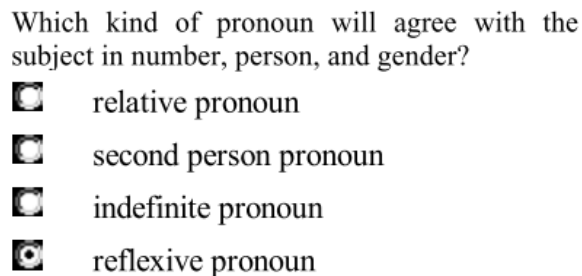 Which kind of pronoun will agree with the
subject in number, person, and gender?
relative pronoun
second person pronoun
indefinite pronoun
reflexive pronoun